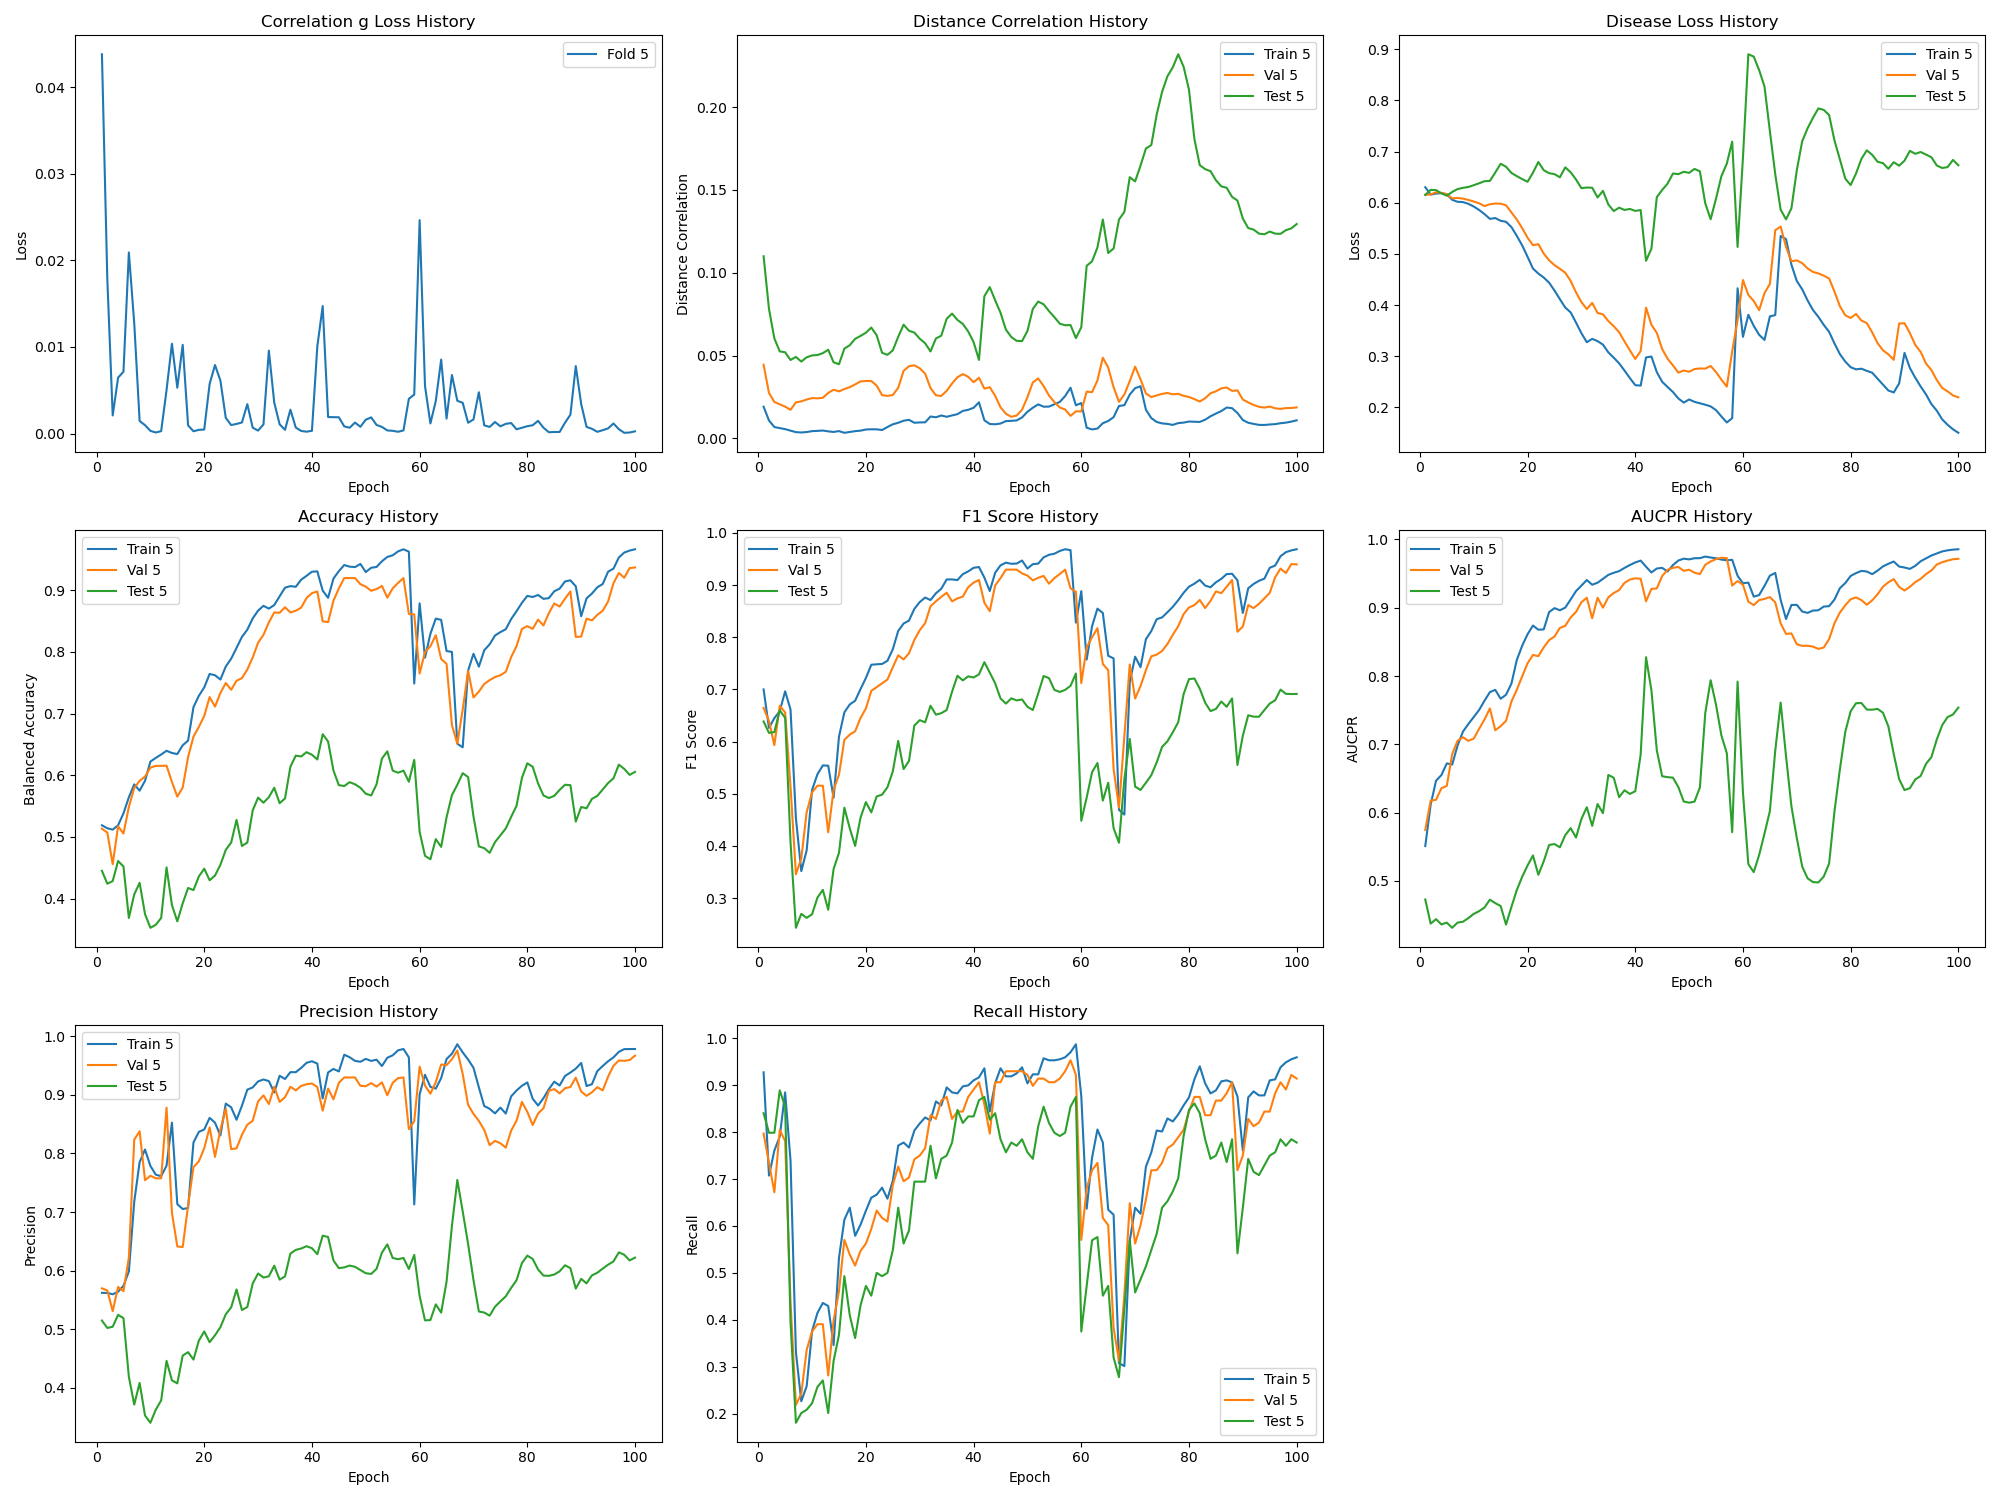 Correlation g Loss History
Fold 5
0.04
0.03
0.02
0.01
0.00
Loss
0 20 40 60 80 100
Epoch
Distance Correlation History
Train 5
Val 5
Test 5
0.20
0.15
0.10
0.05
0.00
Distance Correlation
0 20 40 60 80 100
Epoch
Disease Loss History
Train 5
Val 5
Test 5
0.9
0.8
0.7
0.6
0.5
0.4
0.3
0.2
Loss
0 20 40 60 80 100
Epoch
Accuracy History
Train 5
Val 5
Test 5
0.9
0.8
0.7
0.6
0.5
0.4
Balanced Accuracy
0 20 40 60 80 100
Epoch
F1 Score History
Train 5
Val 5
Test 5
1.0
0.9
0.8
0.7
0.6
0.5
0.4
0.3
F1 Score
0 20 40 60 80 100
Epoch
AUCPR History
Train 5
Val 5
Test 5
1.0
0.9
0.8
0.7
0.6
0.5
AUCPR
0 20 40 60 80 100
Epoch
Precision History
Train 5
Val 5
Test 5
1.0
0.9
0.8
0.7
0.6
0.5
0.4
Precision
0 20 40 60 80 100
Epoch
Recall History
1.0
0.9
0.8
0.7
0.6
0.5
0.4
0.3
0.2
Recall
Train 5
Val 5
Test 5
0 20 40 60 80 100
Epoch